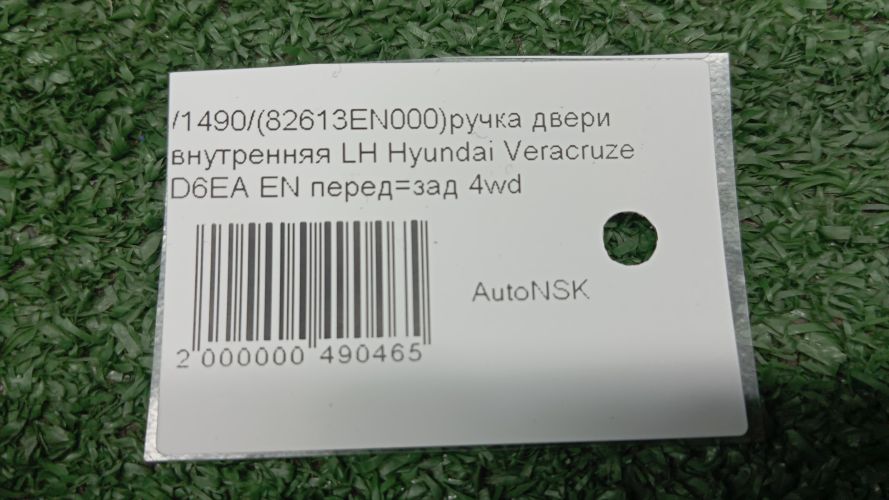 /1490/(82613EN000)ручка двери
внутренняя LH Hyundai Veracruze
D6EA EN перед=зад 4wd
AutoNSK
2 000000 490465